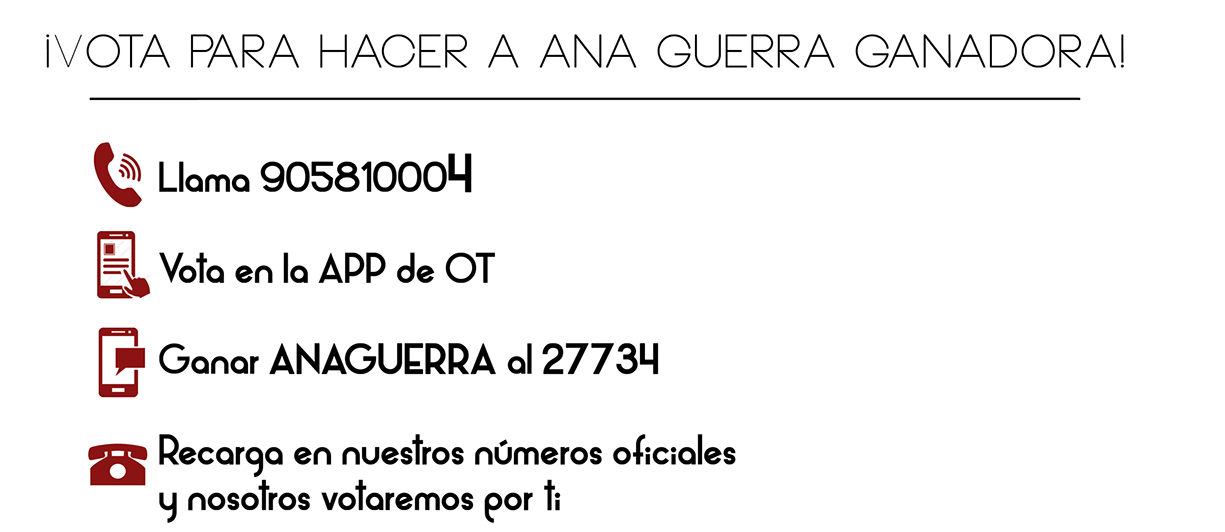 ¡VOTA PARA HACER A ANA GUERRA GANADORA!
Llama 905810004
Vota en la APP de OT
Ganar ANAGUERRA al 27734
Recarga en nuestros números oficiales
y nosotros votaremos por ti